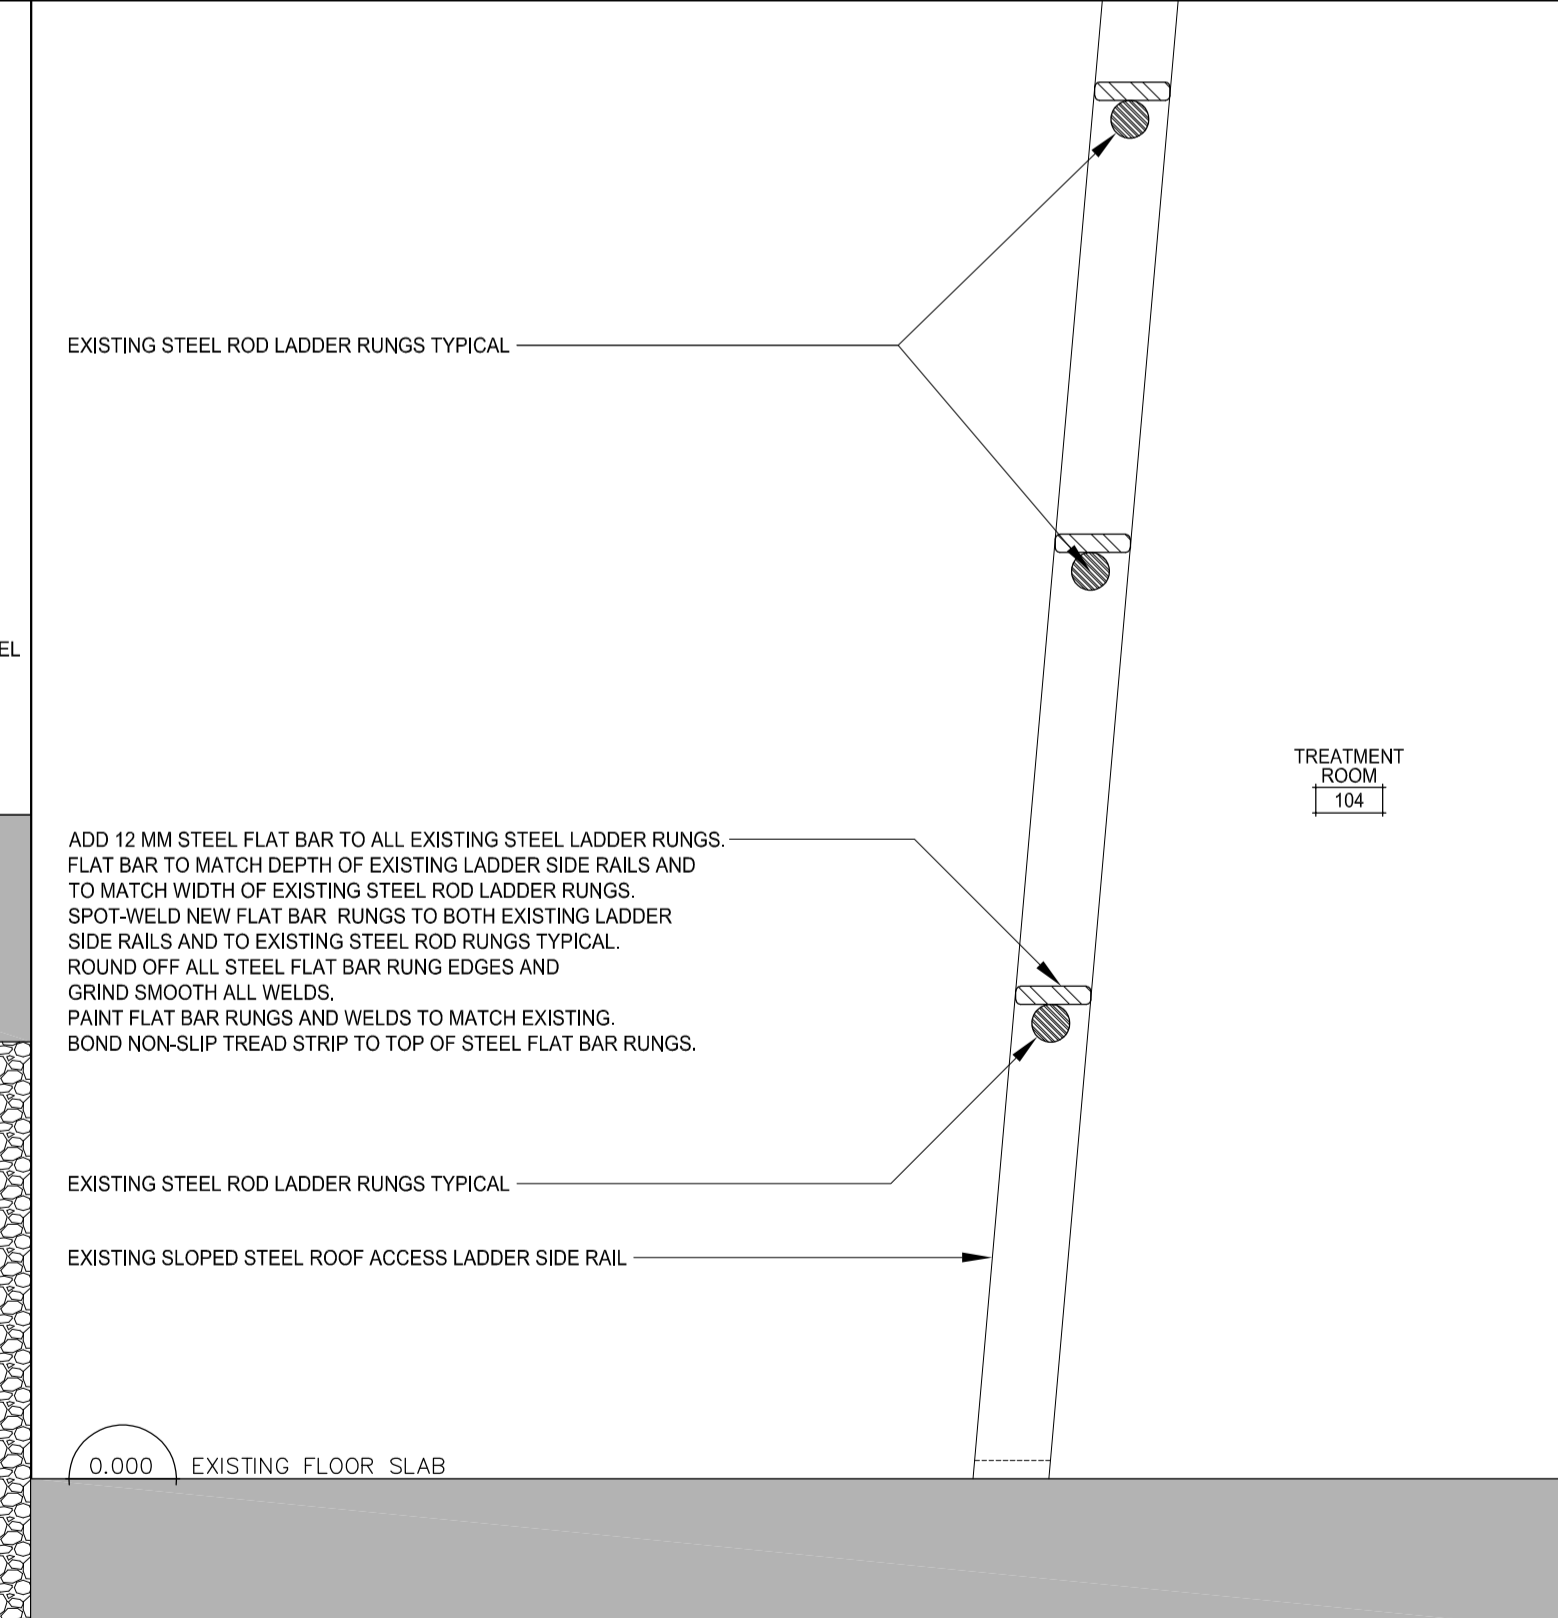 EXISTING STEEL ROD LADDER RUNGS TYPICAL
EL
TREATMENT
ROOM
104
ADD 12 MM STEEL FLAT BAR TO ALL EXISTING STEEL LADDER RUNGS.
FLAT BAR TO MATCH DEPTH OF EXISTING LADDER SIDE RAILS AND
TO MATCH WIDTH OF EXISTING STEEL ROD LADDER RUNGS.
SPOT-WELD NEW FLAT BAR RUNGS TO BOTH EXISTING LADDER
SIDE RAILS AND TO EXISTING STEEL ROD RUNGS TYPICAL.
ROUND OFF ALL STEEL FLAT BAR RUNG EDGES AND
GRIND SMOOTH ALL WELDS.
PAINT FLAT BAR RUNGS AND WELDS TO MATCH EXISTING.
BOND NON-SLIP TREAD STRIP TO TOP OF STEEL FLAT BAR RUNGS.
EXISTING STEEL ROD LADDER RUNGS TYPICAL
EXISTING SLOPED STEEL ROOF ACCESS LADDER SIDE RAIL
0.000 EXISTING FLOOR SLAB